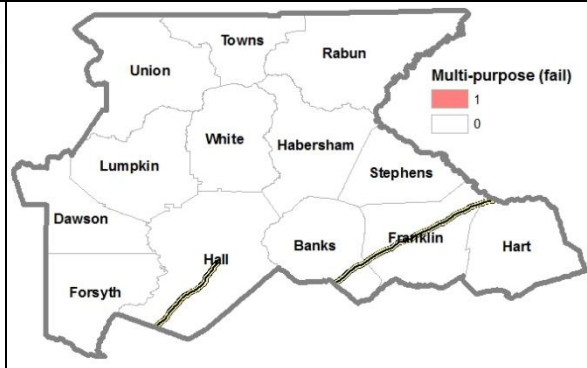 Towns
Rabun
Union
Multi-purpose (fail)
1
0
White
Habersham
Lumpkin
Stephens
Dawson
Hall
Banks
Franklin
Hart
Forsyth